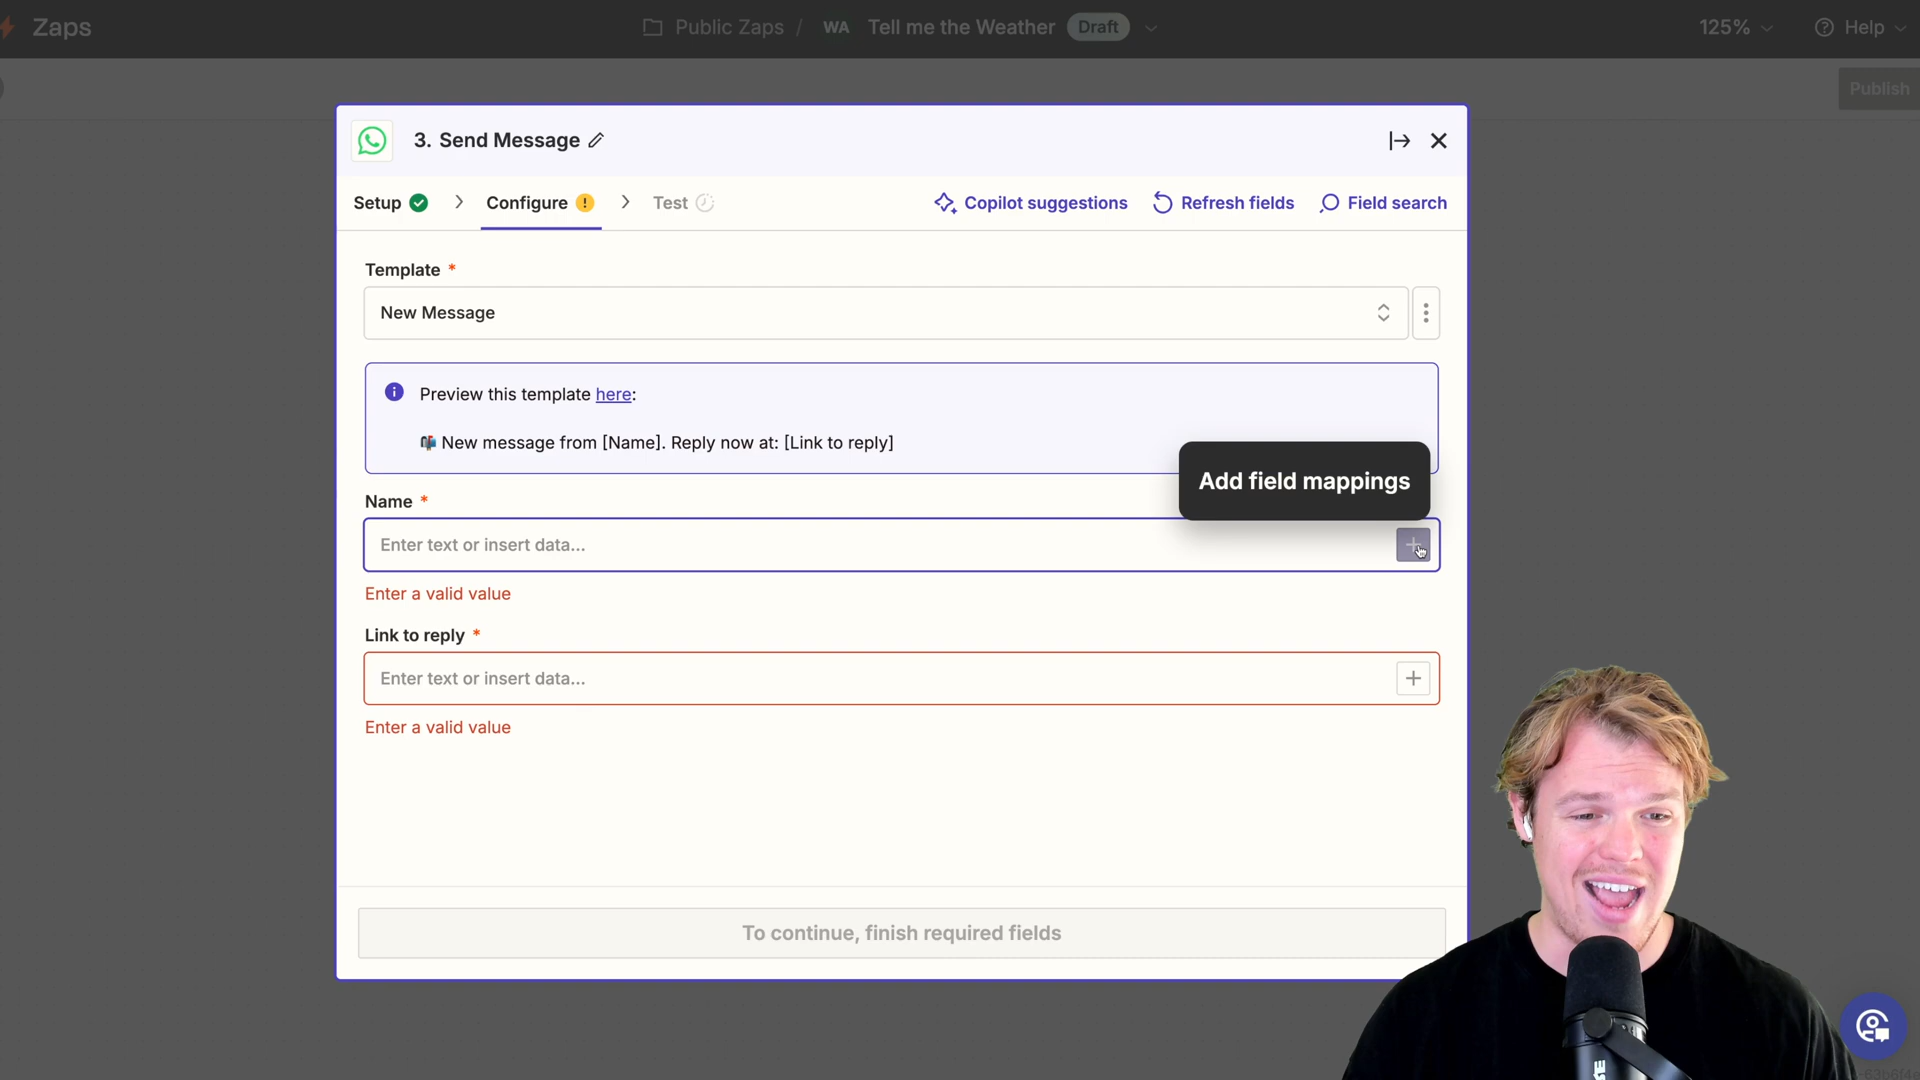 Zaps
Public Zaps / WA Tell me the Weather Draft
125%
Help
Publish
3. Send Message
Setup
Configure
Test
Copilot suggestions
Refresh fields
Field search
Template *
New Message
Preview this template here:
New message from [Name]. Reply now at: [Link to reply]
Add field mappings
Name *
Enter text or insert data...
Enter a valid value
Link to reply *
Enter text or insert data...
Enter a valid value
To continue, finish required fields